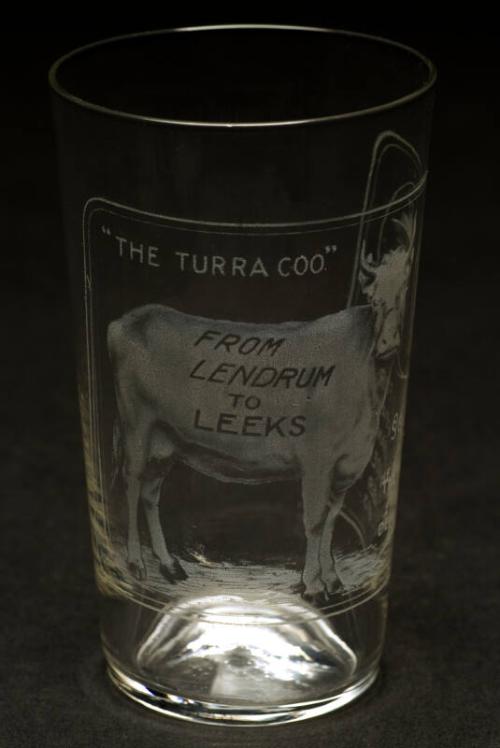 "THE TURRA COO."
FROM
LENDRUM
TO
LEEKS